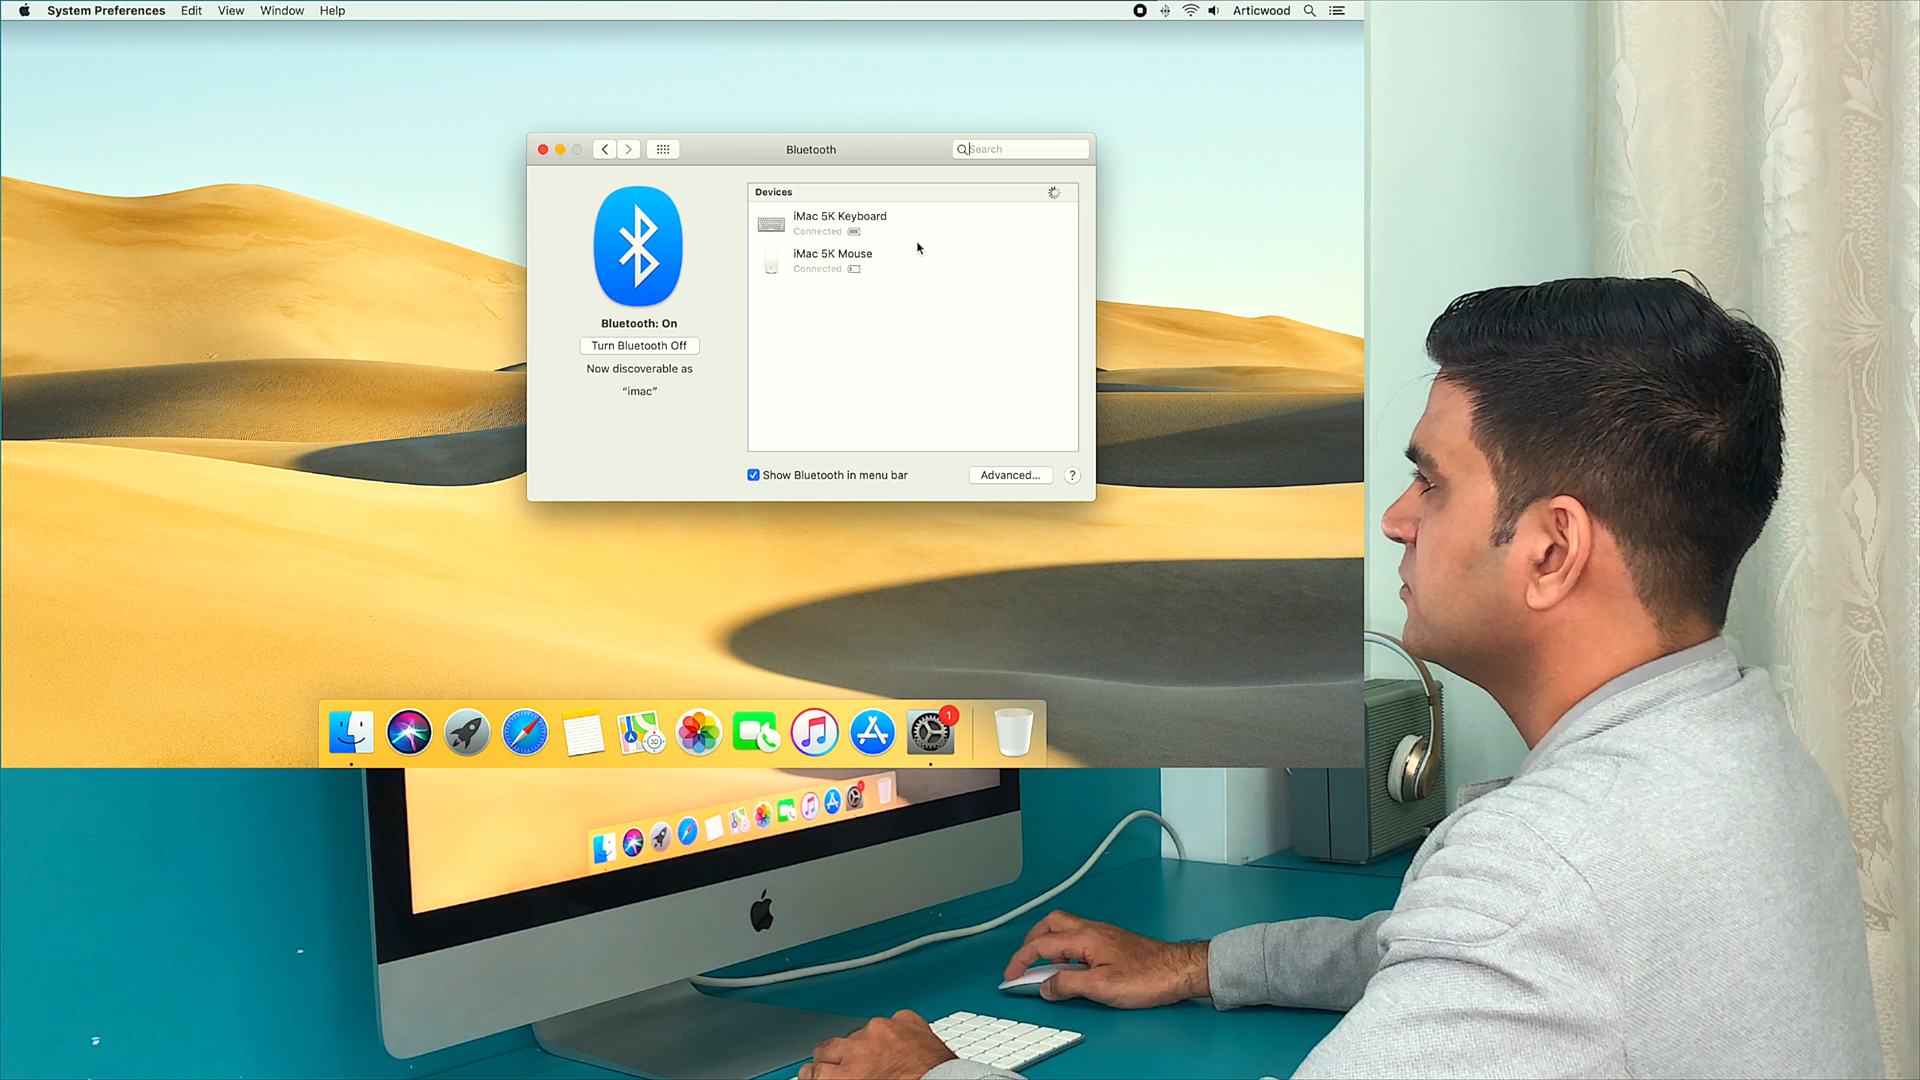 System Preferences Edit View Window Help
Articwood
Bluetooth
Search
Devices
iMac 5K Keyboard
Connected
iMac 5K Mouse
Connected
Bluetooth: On
Turn Bluetooth Off
Now discoverable as
“imac”
Show Bluetooth in menu bar
Advanced...
?
1
3D